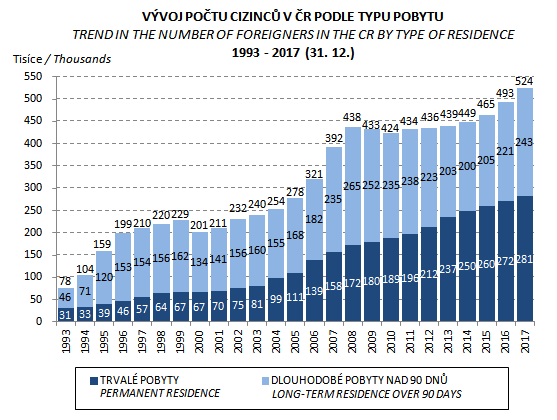 VÝVOJ POČTU CIZINCŮ V ČR PODLE TYPU POBYTU
TREND IN THE NUMBER OF FOREIGNERS IN THE CR BY TYPE OF RESIDENCE
1993 - 2017 (31. 12.)
Tisíce / Thousands
550
500
450
400
350
300
250
200
150
100
50
0
78 104 159 199 210 220 229 201 211 232 240 254 278 321 392 438 433 424 434 436 439 449 465 493 524
46 71 120 153 154 156 162 134 141 156 160 155 168 182 235 265 252 235 238 223 203 200 205 221 243
31 33 39 46 57 64 67 67 70 75 81 99 111 139 158 172 180 189 196 212 237 250 260 272 281
1993 1994 1995 1996 1997 1998 1999 2000 2001 2002 2003 2004 2005 2006 2007 2008 2009 2010 2011 2012 2013 2014 2015 2016 2017
TRVALÉ POBYTY
PERMANENT RESIDENCE
DLOUHODOBÉ POBYTY NAD 90 DNŮ
LONG-TERM RESIDENCE OVER 90 DAYS